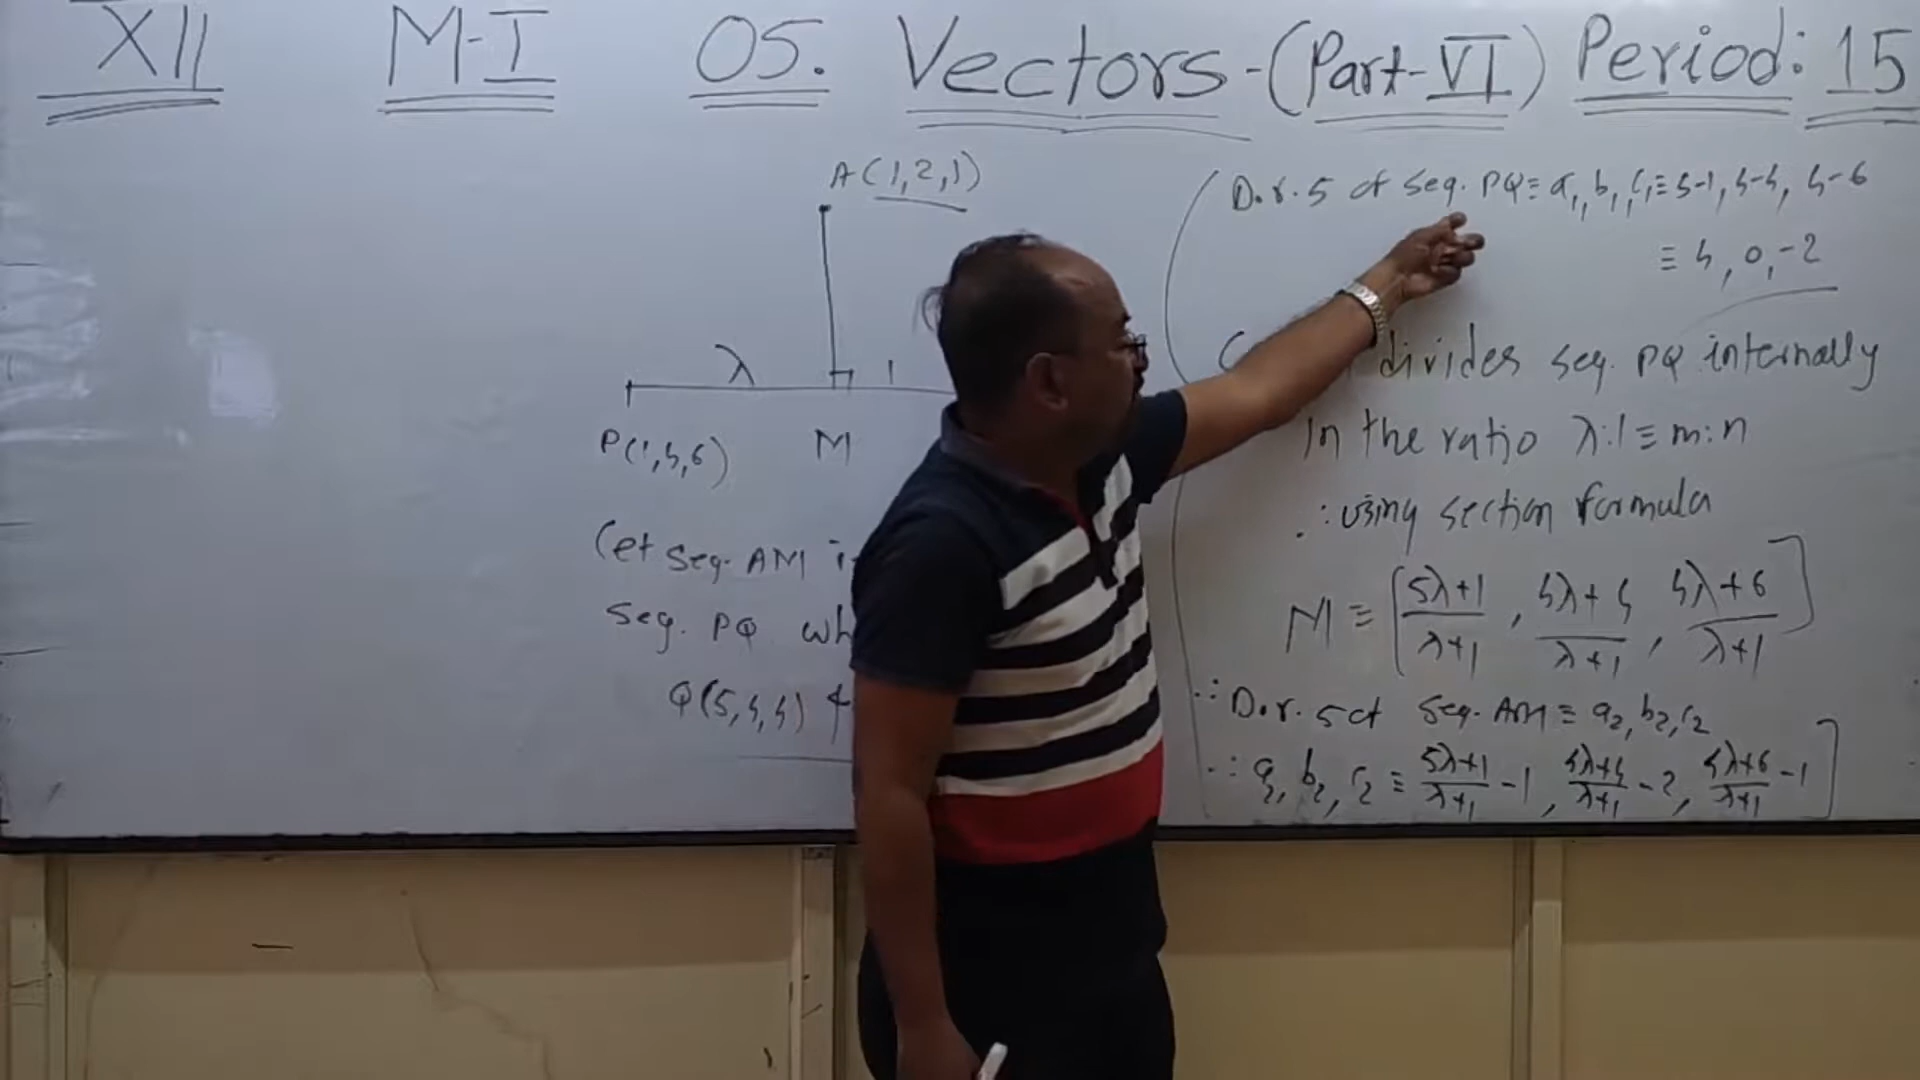 XII M-I 05. Vectors - (Part-VI) Period: 15
A(1,2,1)
λ 1
P(1,4,6) M
Let seg. AM
seg. PQ
Q(5,4,4) &
D.r.s of seg. PQ ≡ a₁, b₁, c₁ ≡ 5-1, 4-4, 4-6
≡ 4, 0, -2
divides seg. PQ internally
in the ratio λ:1 ≡ m:n
∴ using section formula
M ≡ [(5λ+1)/(λ+1), (4λ+4)/(λ+1), (4λ+6)/(λ+1)]
∴ D.r.s of seg. AM ≡ a₂, b₂, c₂
∴ a₂, b₂, c₂ ≡ (5λ+1)/(λ+1) -1, (4λ+4)/(λ+1) -2, (4λ+6)/(λ+1) -1]